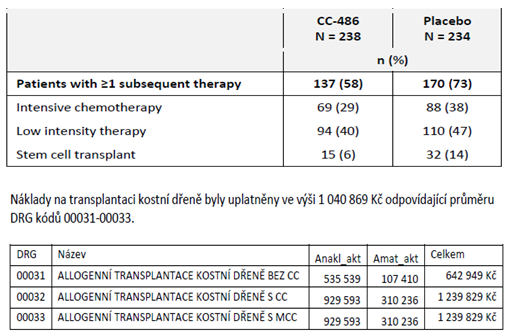 CC-486 Placebo
N = 238 N = 234
n (%)
Patients with ≥1 subsequent therapy 137 (58) 170 (73)
Intensive chemotherapy 69 (29) 88 (38)
Low intensity therapy 94 (40) 110 (47)
Stem cell transplant 15 (6) 32 (14)
Náklady na transplantaci kostní dřeně byly uplatněny ve výši 1 040 869 Kč odpovídající průměru
DRG kódů 00031-00033.
DRG Název Anakl_akt Amat_akt Celkem
00031 ALLOGENNÍ TRANSPLANTACE KOSTNÍ DŘENĚ BEZ CC 535 539 107 410 642 949 Kč
00032 ALLOGENNÍ TRANSPLANTACE KOSTNÍ DŘENĚ S CC 929 593 310 236 1 239 829 Kč
00033 ALLOGENNÍ TRANSPLANTACE KOSTNÍ DŘENĚ S MCC 929 593 310 236 1 239 829 Kč